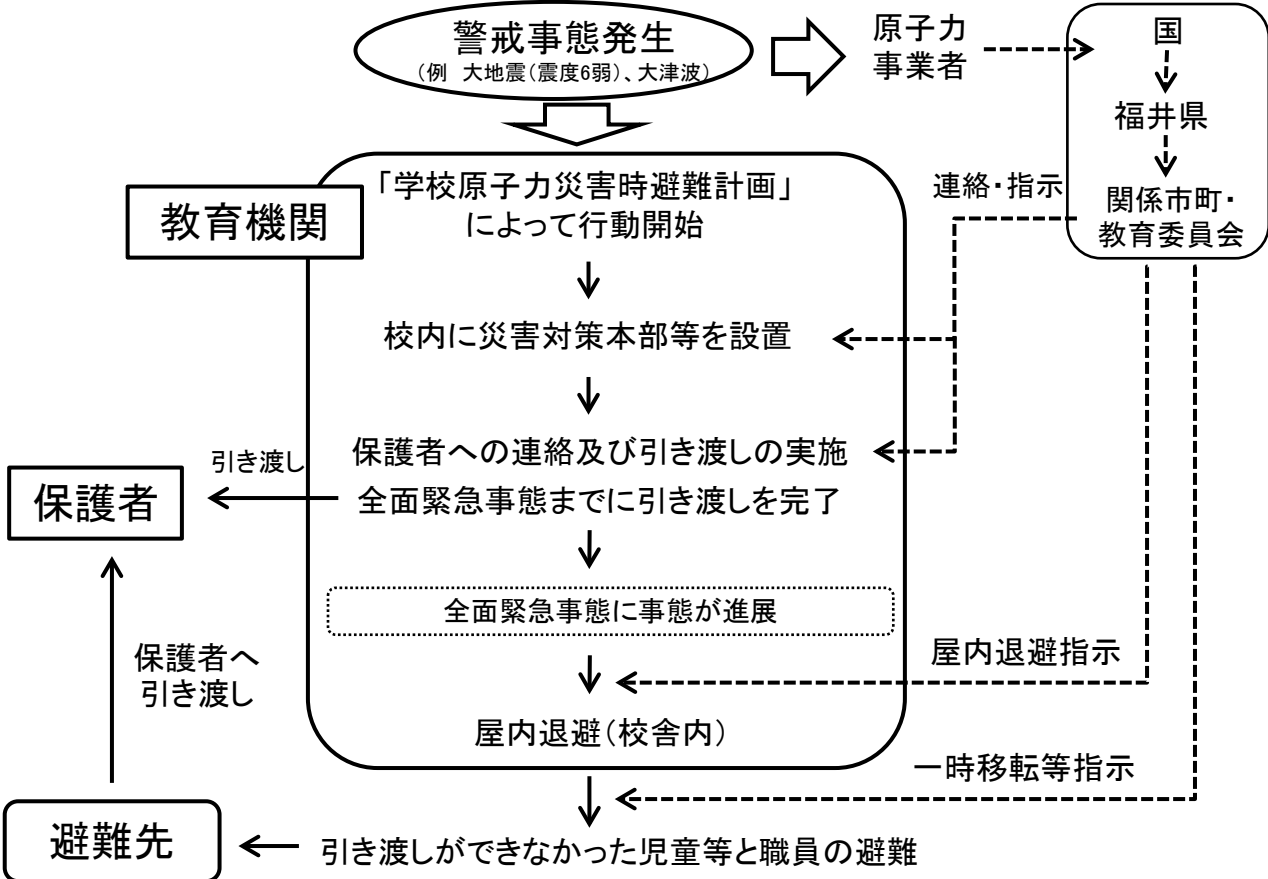 警戒事態発生
（例　大地震（震度6弱）、大津波）
原子力
事業者
国
福井県
関係市町・
教育委員会
連絡・指示
教育機関
「学校原子力災害時避難計画」
によって行動開始
校内に災害対策本部等を設置
保護者への連絡及び引き渡しの実施
全面緊急事態までに引き渡しを完了
引き渡し
保護者
全面緊急事態に事態が進展
屋内退避指示
保護者へ
引き渡し
屋内退避（校舎内）
一時移転等指示
避難先
引き渡しができなかった児童等と職員の避難